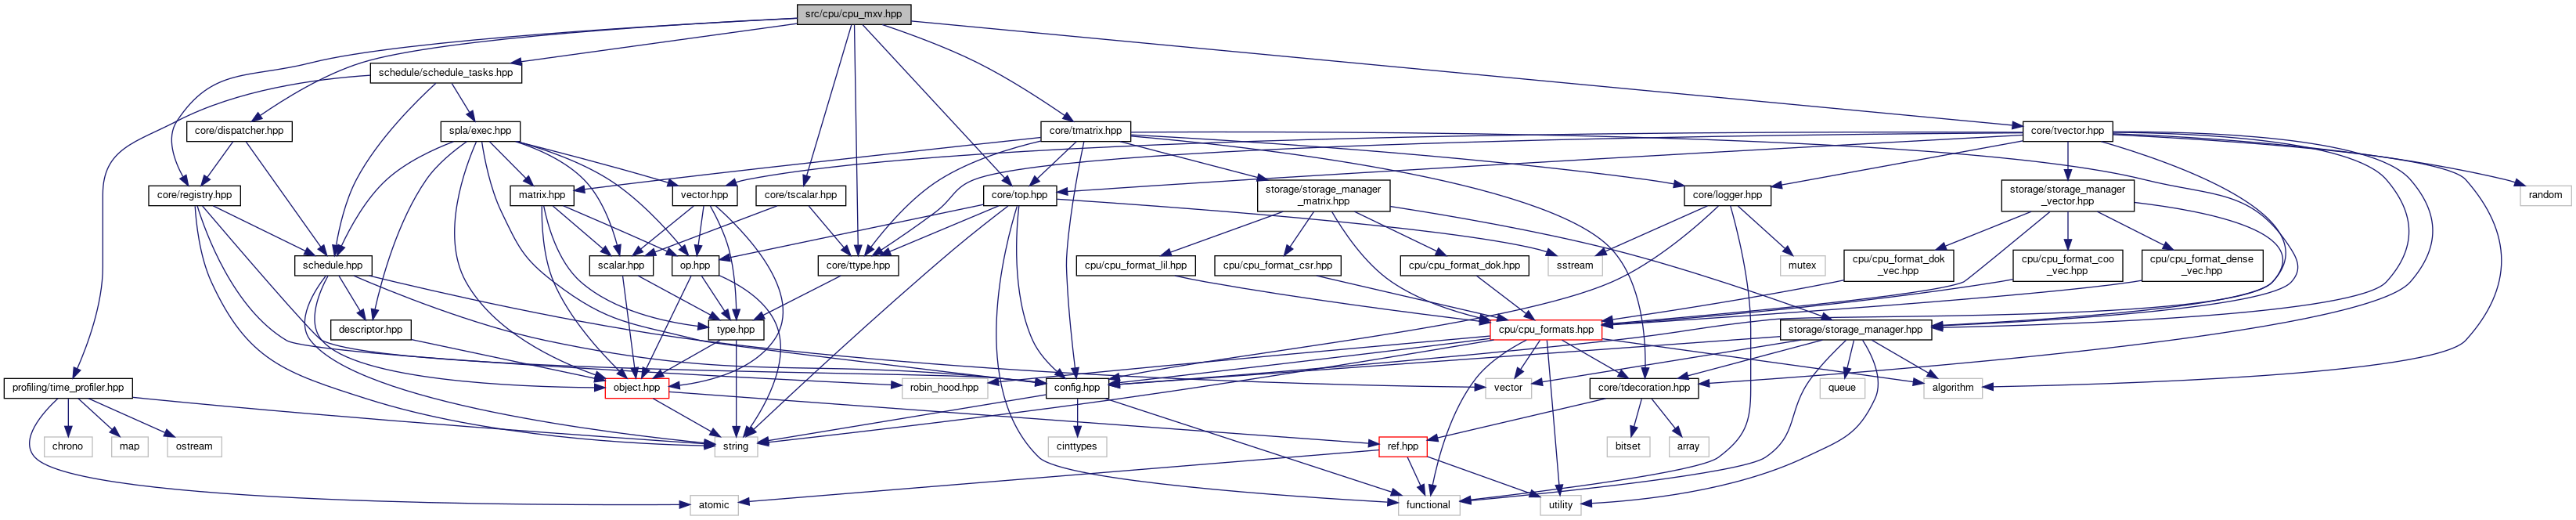 src/cpu/cpu_mxv.hpp
schedule/schedule_tasks.hpp
core/dispatcher.hpp
spla/exec.hpp
core/tmatrix.hpp
core/tvector.hpp
core/registry.hpp
matrix.hpp
vector.hpp
core/tscalar.hpp
core/top.hpp
storage/storage_manager
_matrix.hpp
core/logger.hpp
storage/storage_manager
_vector.hpp
random
schedule.hpp
scalar.hpp
op.hpp
core/ttype.hpp
cpu/cpu_format_lil.hpp
cpu/cpu_format_csr.hpp
cpu/cpu_format_dok.hpp
sstream
mutex
cpu/cpu_format_dok
_vec.hpp
cpu/cpu_format_coo
_vec.hpp
cpu/cpu_format_dense
_vec.hpp
descriptor.hpp
type.hpp
cpu/cpu_formats.hpp
storage/storage_manager.hpp
profiling/time_profiler.hpp
object.hpp
robin_hood.hpp
config.hpp
vector
core/tdecoration.hpp
queue
algorithm
chrono
map
ostream
string
cinttypes
ref.hpp
bitset
array
atomic
functional
utility